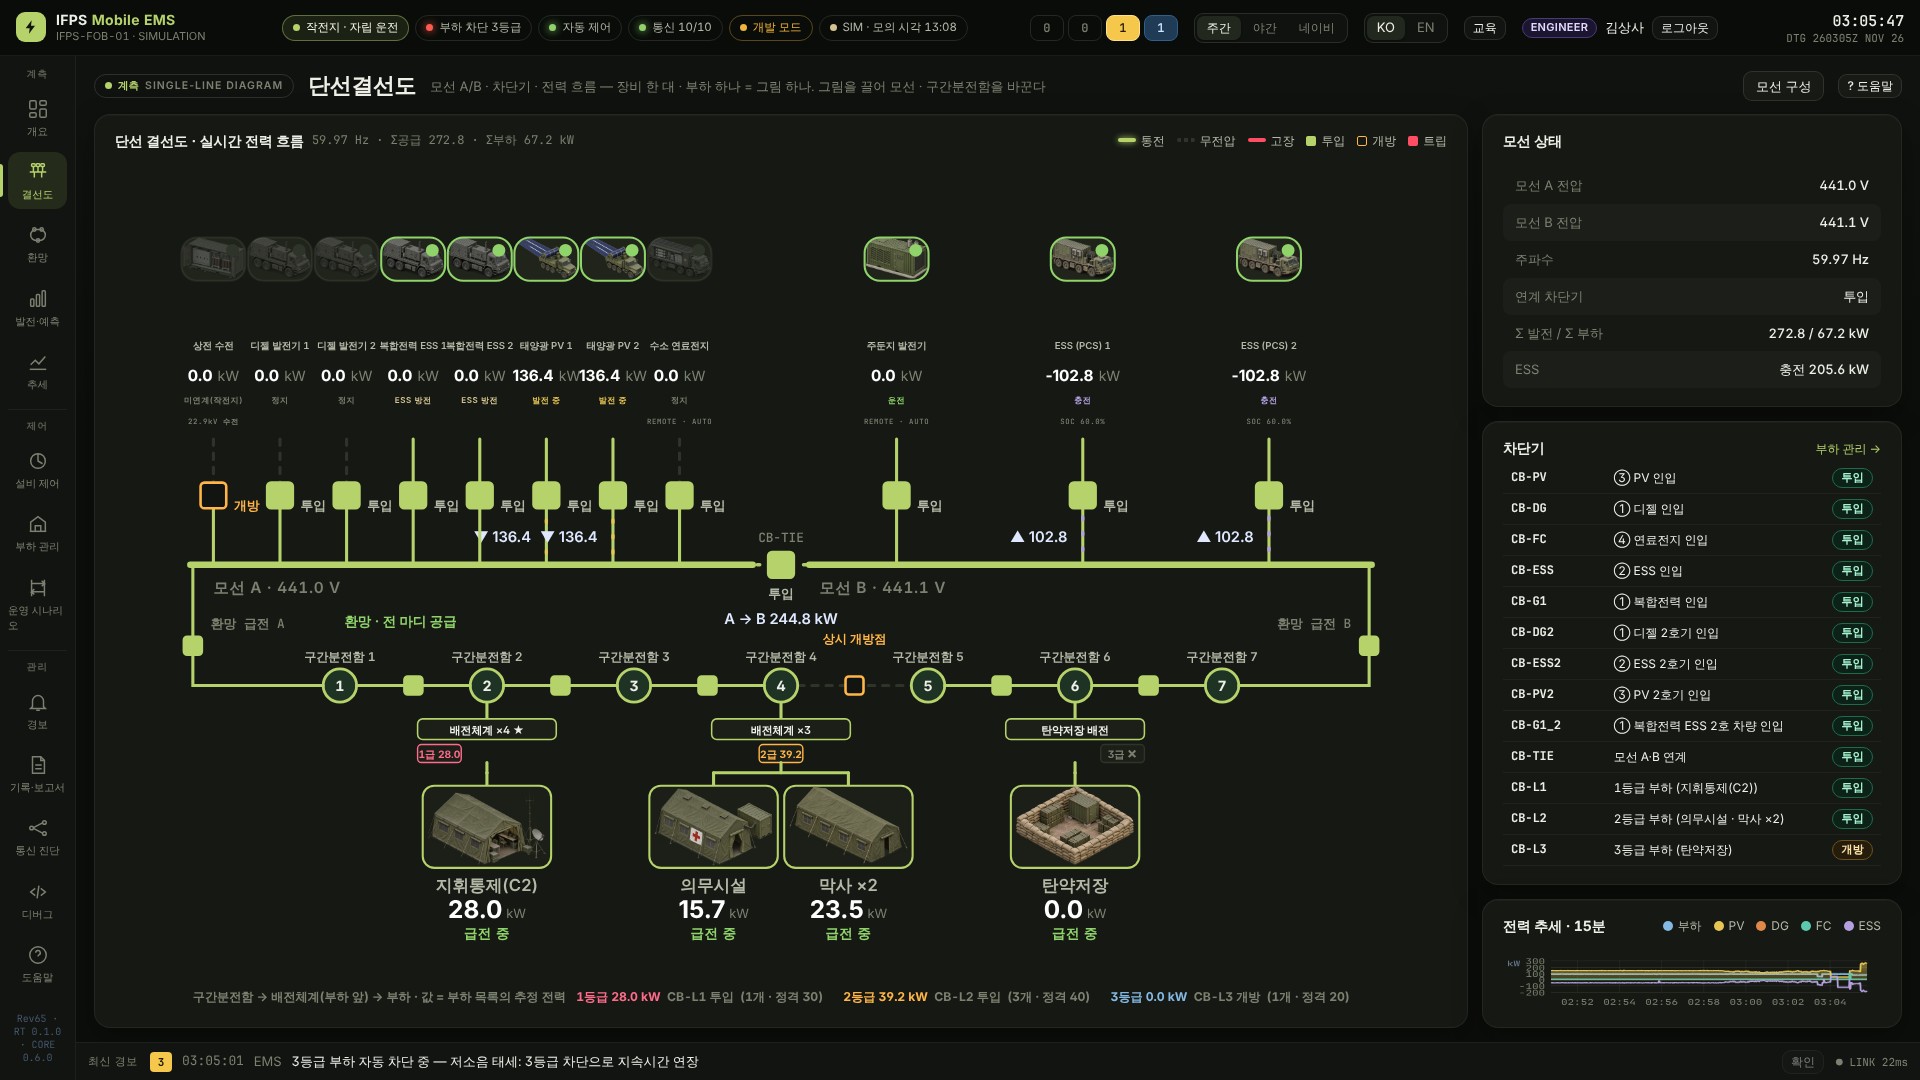 IFPS Mobile EMS
IFPS-FOB-01 · SIMULATION
작전지 · 자립 운전
부하 차단 3등급
자동 제어
통신 10/10
개발 모드
SIM · 모의 시각 13:08
0 0 1 1
주간 야간 네이비
KO EN
교육
ENGINEER 김상사 로그아웃
03:05:47
DTG 260305Z NOV 26
계측
개요
결선도
환망
발전·예측
추세
제어
설비 제어
부하 관리
운영 시나리
오
관리
경보
기록·보고서
통신 진단
디버그
도움말
Rev65 ·
RT 0.1.0
· CORE
0.6.0
계측 SINGLE-LINE DIAGRAM
단선결선도
모선 A/B · 차단기 · 전력 흐름 — 장비 한 대 · 부하 하나 = 그림 하나. 그림을 끌어 모선 · 구간분전함을 바꾼다
모선 구성
? 도움말
단선 결선도 · 실시간 전력 흐름 59.97 Hz · Σ공급 272.8 · Σ부하 67.2 kW
통전 무전압 고장 투입 개방 트립
상전 수전 디젤 발전기 1 디젤 발전기 2 복합전력 ESS 1 복합전력 ESS 2 태양광 PV 1 태양광 PV 2 수소 연료전지 주둔지 발전기 ESS (PCS) 1 ESS (PCS) 2
0.0 kW 0.0 kW 0.0 kW 0.0 kW 0.0 kW 136.4 kW 136.4 kW 0.0 kW 0.0 kW -102.8 kW -102.8 kW
미연계(작전지) 정지 정지 ESS 방전 ESS 방전 발전 중 발전 중 정지 운전 충전 충전
22.9kV 수전 REMOTE · AUTO REMOTE · AUTO SOC 60.0% SOC 60.0%
개방 투입 투입 투입 투입 투입 투입 투입 투입 투입 투입
▼ 136.4 ▼ 136.4 CB-TIE ▲ 102.8 ▲ 102.8
모선 A · 441.0 V 투입 모선 B · 441.1 V
환망 급전 A 환망 · 전 마디 공급 A → B 244.8 kW 환망 급전 B
상시 개방점
구간분전함 1 구간분전함 2 구간분전함 3 구간분전함 4 구간분전함 5 구간분전함 6 구간분전함 7
1 2 3 4 5 6 7
배전체계 ×4 ★ 배전체계 ×3 탄약저장 배전
1급 28.0 2급 39.2 3급 ✕
지휘통제(C2) 의무시설 막사 ×2 탄약저장
28.0 kW 15.7 kW 23.5 kW 0.0 kW
급전 중 급전 중 급전 중 급전 중
구간분전함 → 배전체계(부하 앞) → 부하 · 값 = 부하 목록의 추정 전력 1등급 28.0 kW CB-L1 투입 (1개 · 정격 30) 2등급 39.2 kW CB-L2 투입 (3개 · 정격 40) 3등급 0.0 kW CB-L3 개방 (1개 · 정격 20)
모선 상태
모선 A 전압 441.0 V
모선 B 전압 441.1 V
주파수 59.97 Hz
연계 차단기 투입
Σ 발전 / Σ 부하 272.8 / 67.2 kW
ESS 충전 205.6 kW
차단기 부하 관리 →
CB-PV ③ PV 인입 투입
CB-DG ① 디젤 인입 투입
CB-FC ④ 연료전지 인입 투입
CB-ESS ② ESS 인입 투입
CB-G1 ① 복합전력 인입 투입
CB-DG2 ① 디젤 2호기 인입 투입
CB-ESS2 ② ESS 2호기 인입 투입
CB-PV2 ③ PV 2호기 인입 투입
CB-G1_2 ① 복합전력 ESS 2호 차량 인입 투입
CB-TIE 모선 A·B 연계 투입
CB-L1 1등급 부하 (지휘통제(C2)) 투입
CB-L2 2등급 부하 (의무시설 · 막사 ×2) 투입
CB-L3 3등급 부하 (탄약저장) 개방
전력 추세 · 15분 부하 PV DG FC ESS
kW 300
200
100
0
-100
-200
02:52 02:54 02:56 02:58 03:00 03:02 03:04
최신 경보 3 03:05:01 EMS 3등급 부하 자동 차단 중 — 저소음 태세: 3등급 차단으로 지속시간 연장
확인 LINK 22ms